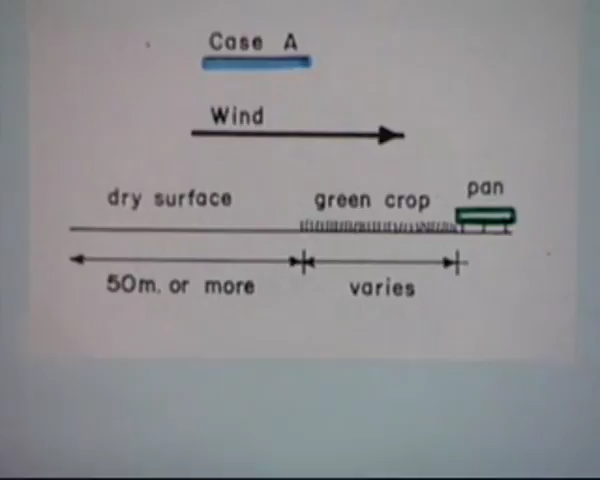 Case A
Wind
pan
dry surface green crop
50m. or more varies